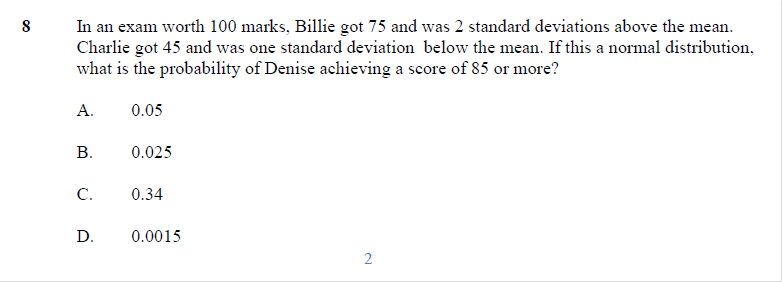 8 In an exam worth 100 marks, Billie got 75 and was 2 standard deviations above the mean.
Charlie got 45 and was one standard deviation below the mean. If this a normal distribution,
what is the probability of Denise achieving a score of 85 or more?
A. 0.05
B. 0.025
C. 0.34
D. 0.0015
2